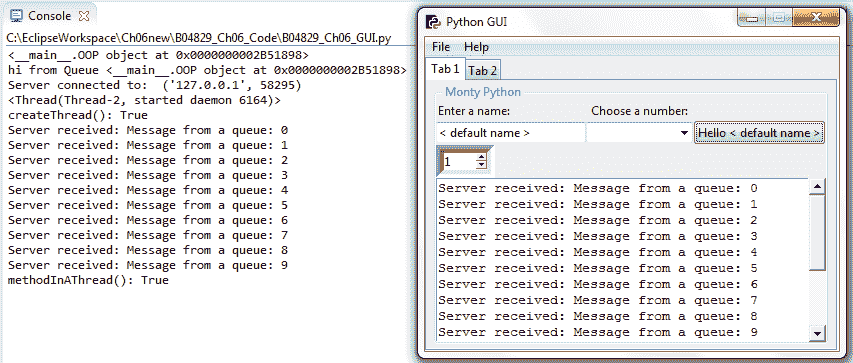 Console
C:\EclipseWorkspace\Ch06new\B04829_Ch06_Code\B04829_Ch06_GUI.py
<__main__.OOP object at 0x0000000002B51898>
hi from Queue <__main__.OOP object at 0x0000000002B51898>
Server connected to:  ('127.0.0.1', 58295)
<Thread(Thread-2, started daemon 6164)>
createThread(): True
Server received: Message from a queue: 0
Server received: Message from a queue: 1
Server received: Message from a queue: 2
Server received: Message from a queue: 3
Server received: Message from a queue: 4
Server received: Message from a queue: 5
Server received: Message from a queue: 6
Server received: Message from a queue: 7
Server received: Message from a queue: 8
Server received: Message from a queue: 9
methodInAThread(): True
Python GUI
File Help
Tab 1 Tab 2
Monty Python
Enter a name: Choose a number:
< default name > Hello < default name >
1
Server received: Message from a queue: 0
Server received: Message from a queue: 1
Server received: Message from a queue: 2
Server received: Message from a queue: 3
Server received: Message from a queue: 4
Server received: Message from a queue: 5
Server received: Message from a queue: 6
Server received: Message from a queue: 7
Server received: Message from a queue: 8
Server received: Message from a queue: 9